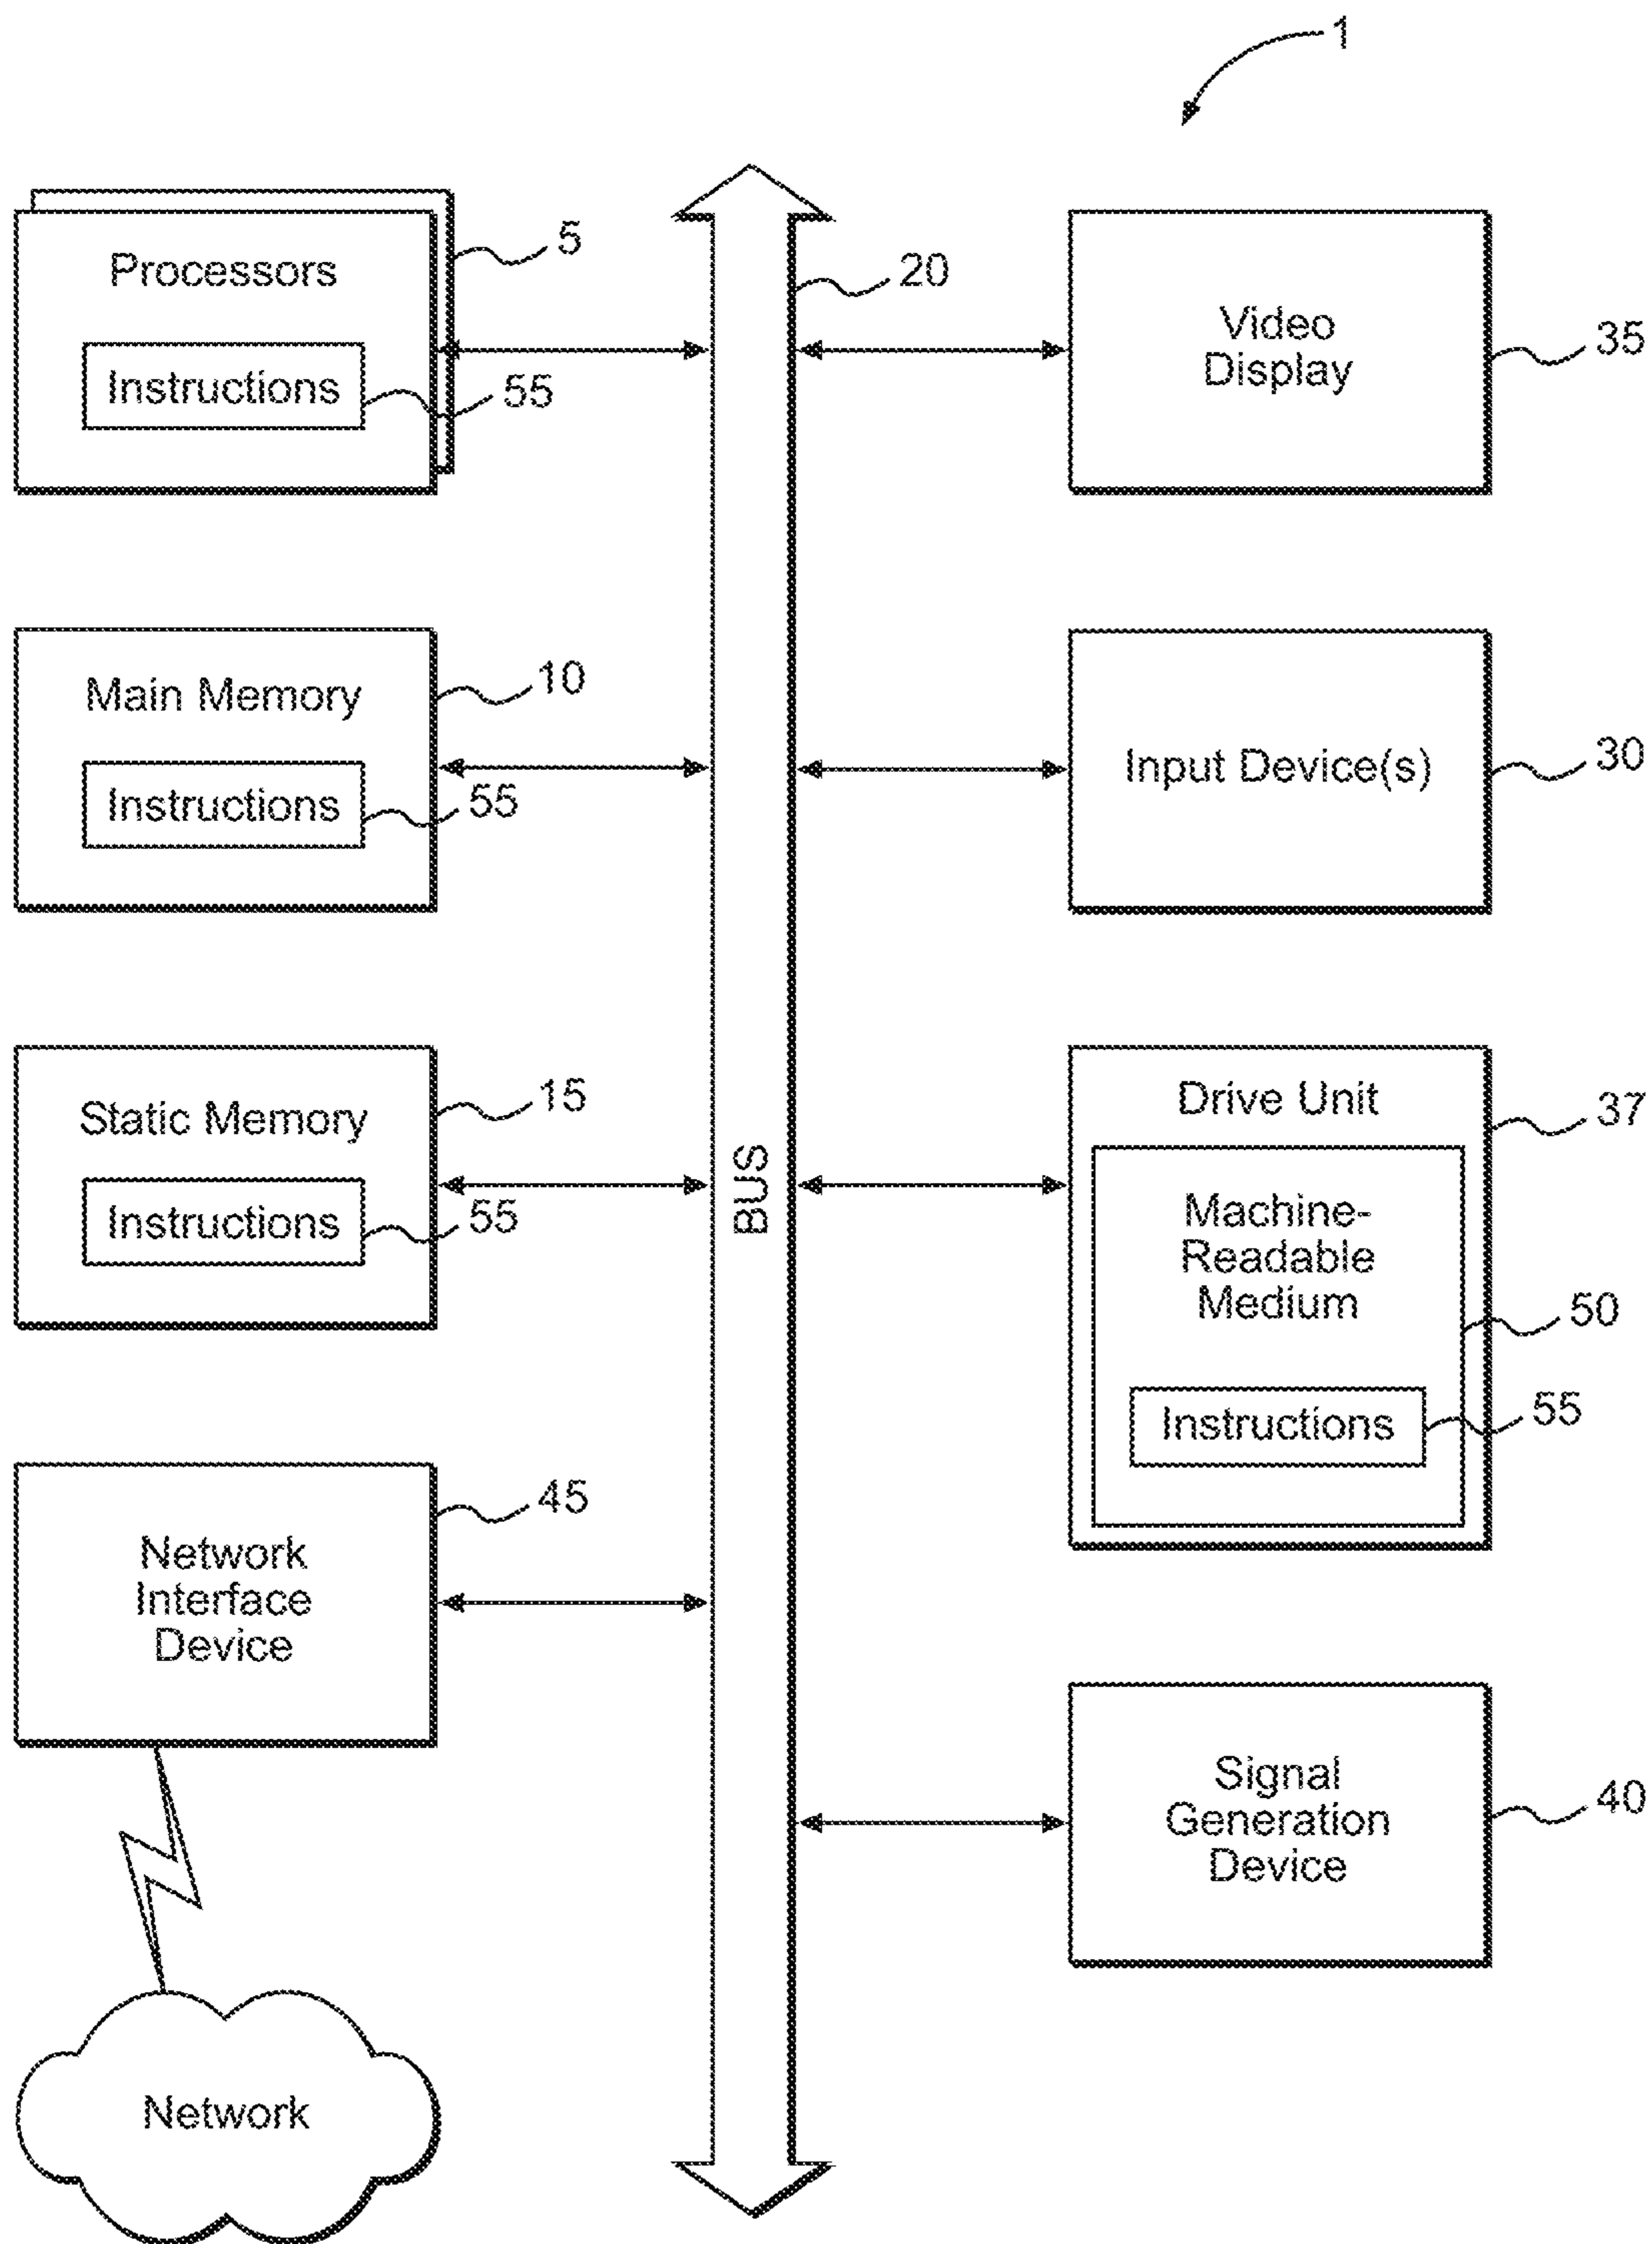 1
Processors
5
Instructions
55
20
Video
Display
35
Main Memory
10
Instructions
55
Input Device(s)
30
Static Memory
15
Instructions
55
BUS
Drive Unit
37
Machine-
Readable
Medium
50
Instructions
55
Network
Interface
Device
45
Signal
Generation
Device
40
Network